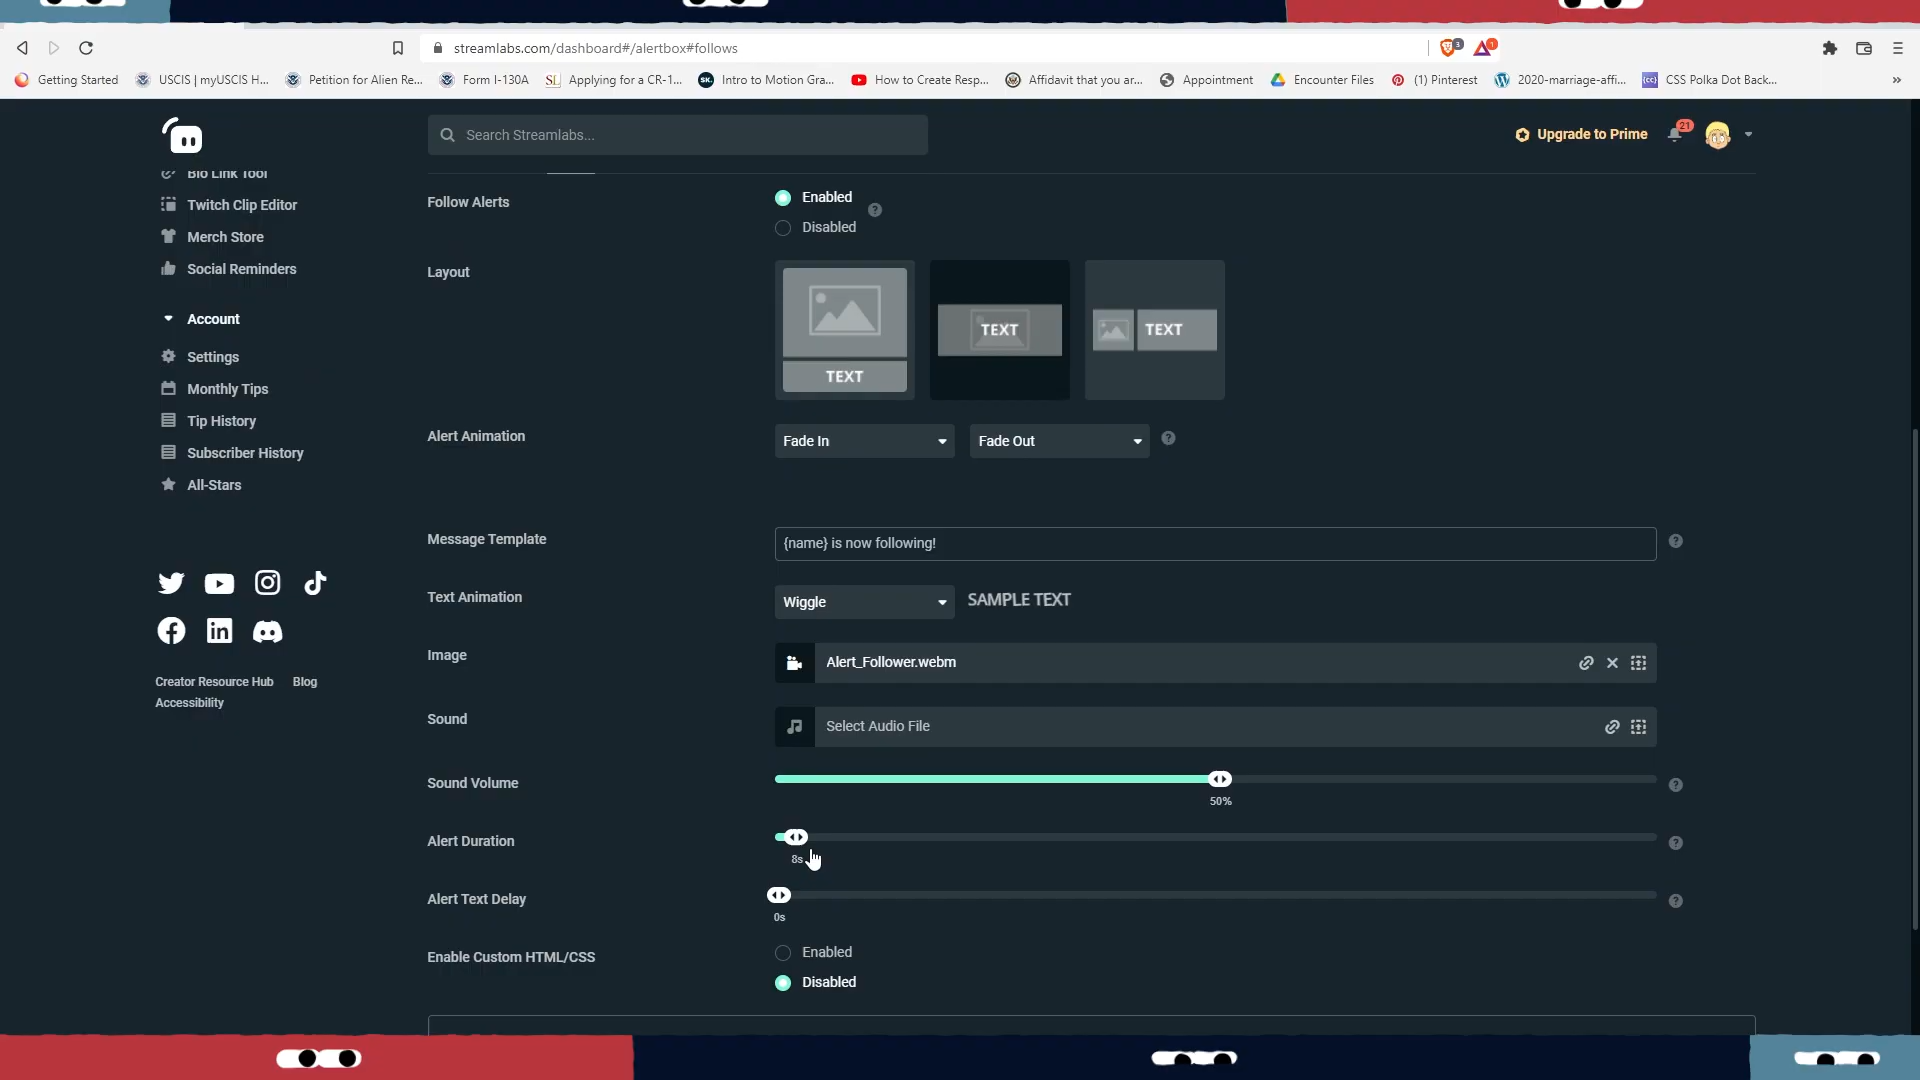 streamlabs.com/dashboard#/alertbox#follows
3
1
Getting Started
USCIS | myUSCIS H...
Petition for Alien Re...
Form I-130A
SL
Applying for a CR-1...
SK.
Intro to Motion Gra...
How to Create Resp...
Affidavit that you ar...
Appointment
Encounter Files
(1) Pinterest
2020-marriage-affi...
CSS Polka Dot Back...
»
Search Streamlabs...
Upgrade to Prime
21
Bio Link Tool
Twitch Clip Editor
Merch Store
Social Reminders
Account
Settings
Monthly Tips
Tip History
Subscriber History
All-Stars
Creator Resource Hub
Blog
Accessibility
Follow Alerts
Enabled
Disabled
?
Layout
TEXT
TEXT
TEXT
Alert Animation
Fade In
Fade Out
?
Message Template
{name} is now following!
?
Text Animation
Wiggle
SAMPLE TEXT
Image
Alert_Follower.webm
Sound
Select Audio File
Sound Volume
50%
?
Alert Duration
8s
?
Alert Text Delay
0s
?
Enable Custom HTML/CSS
Enabled
Disabled